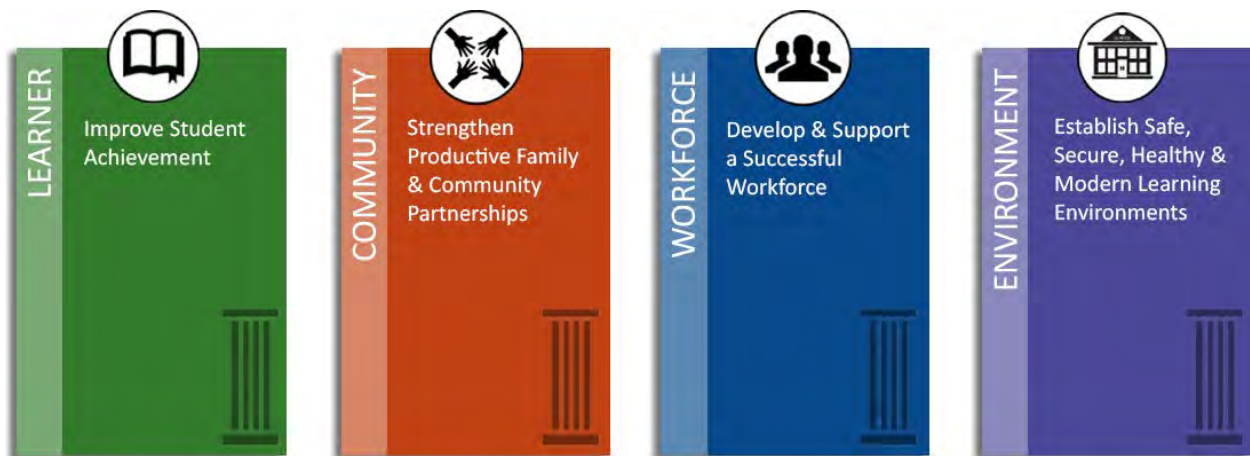 LEARNER
Improve Student
Achievement
COMMUNITY
Strengthen
Productive Family
& Community
Partnerships
WORKFORCE
Develop & Support
a Successful
Workforce
ENVIRONMENT
SCHOOL
Establish Safe,
Secure, Healthy &
Modern Learning
Environments